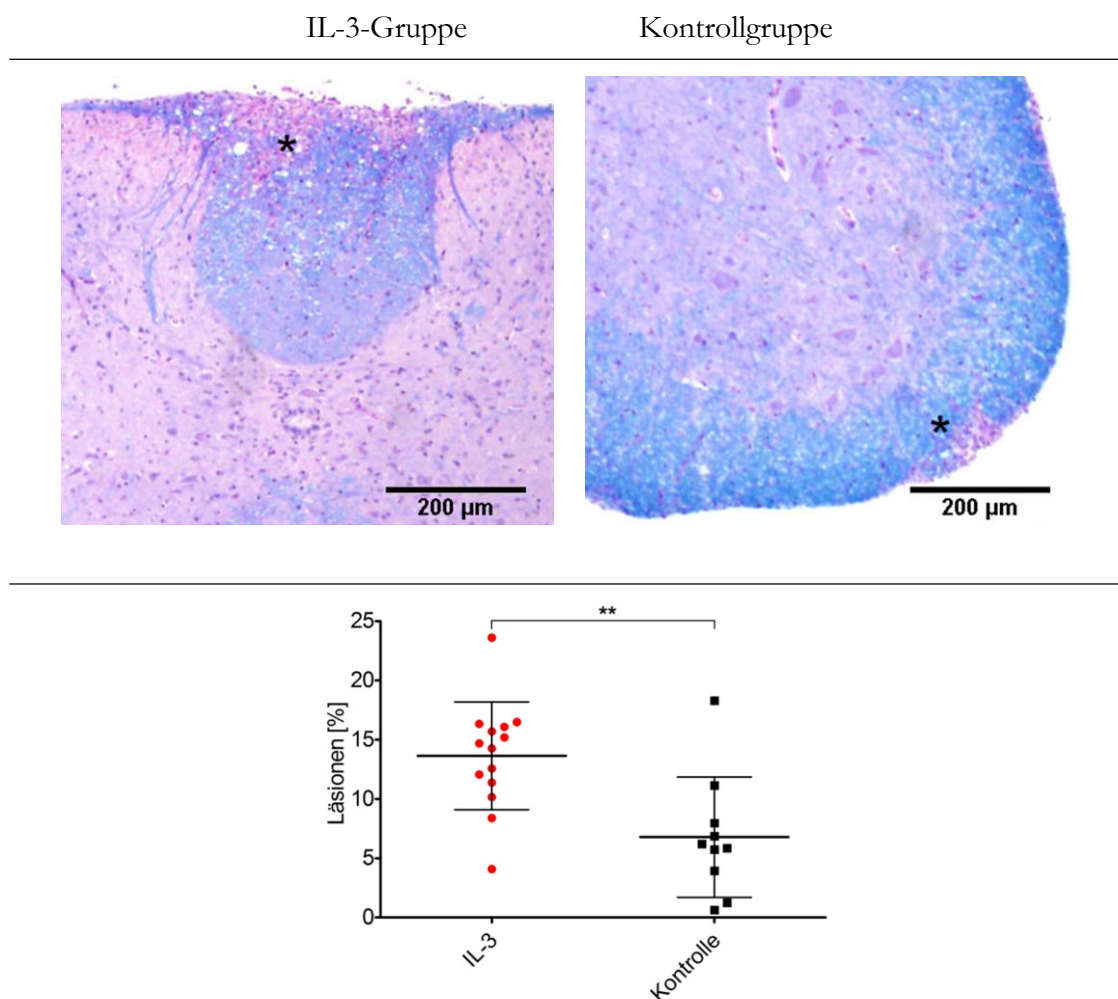 IL-3-Gruppe Kontrollgruppe
*
*
200 µm
200 µm
**
25
20
15
10
5
0
Läsionen [%]
IL-3
Kontrolle